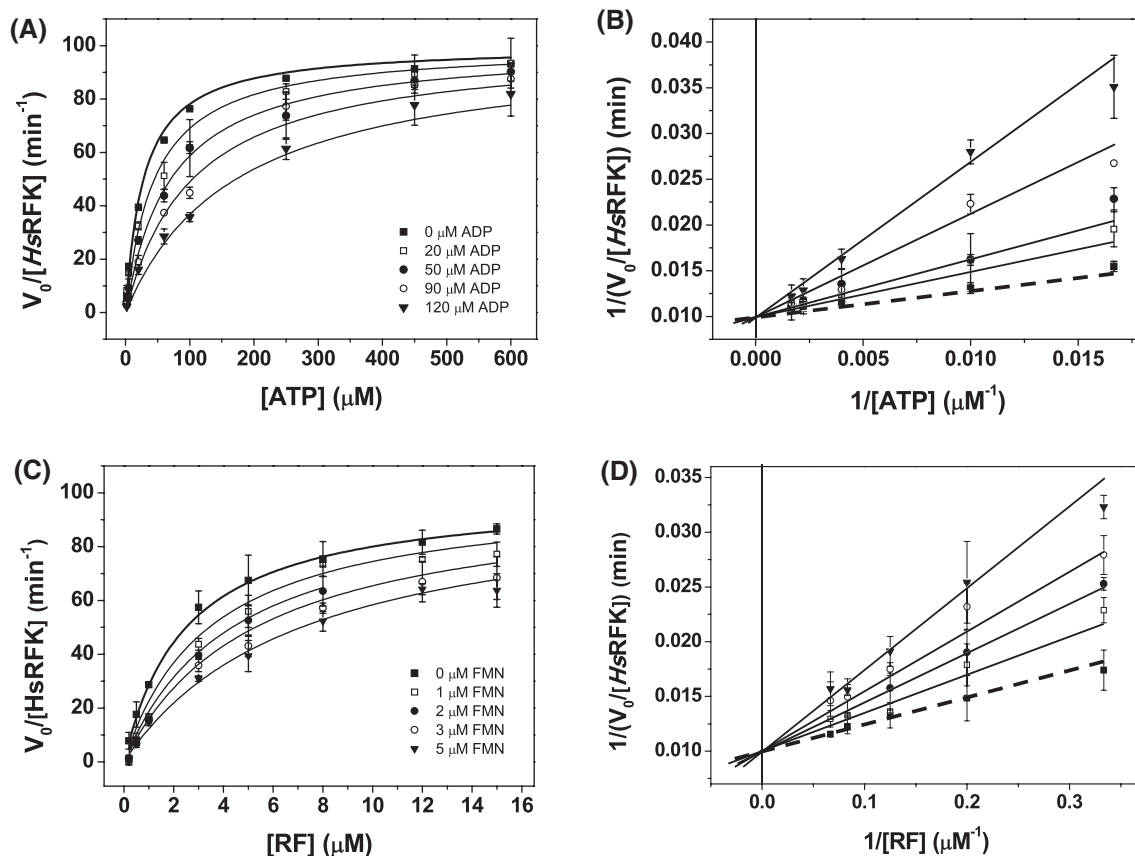 (A)
100
80
60
40
20
0
V₀/[HsRFK] (min⁻¹)
0 μM ADP
20 μM ADP
50 μM ADP
90 μM ADP
120 μM ADP
0 100 200 300 400 500 600
[ATP] (μM)
(B)
0.040
0.035
0.030
0.025
0.020
0.015
0.010
1/(V₀/[HsRFK]) (min)
0.000 0.005 0.010 0.015
1/[ATP] (μM⁻¹)
(C)
100
80
60
40
20
0
V₀/[HsRFK] (min⁻¹)
0 μM FMN
1 μM FMN
2 μM FMN
3 μM FMN
5 μM FMN
0 2 4 6 8 10 12 14 16
[RF] (μM)
(D)
0.035
0.030
0.025
0.020
0.015
0.010
1/(V₀/[HsRFK]) (min)
0.0 0.1 0.2 0.3
1/[RF] (μM⁻¹)